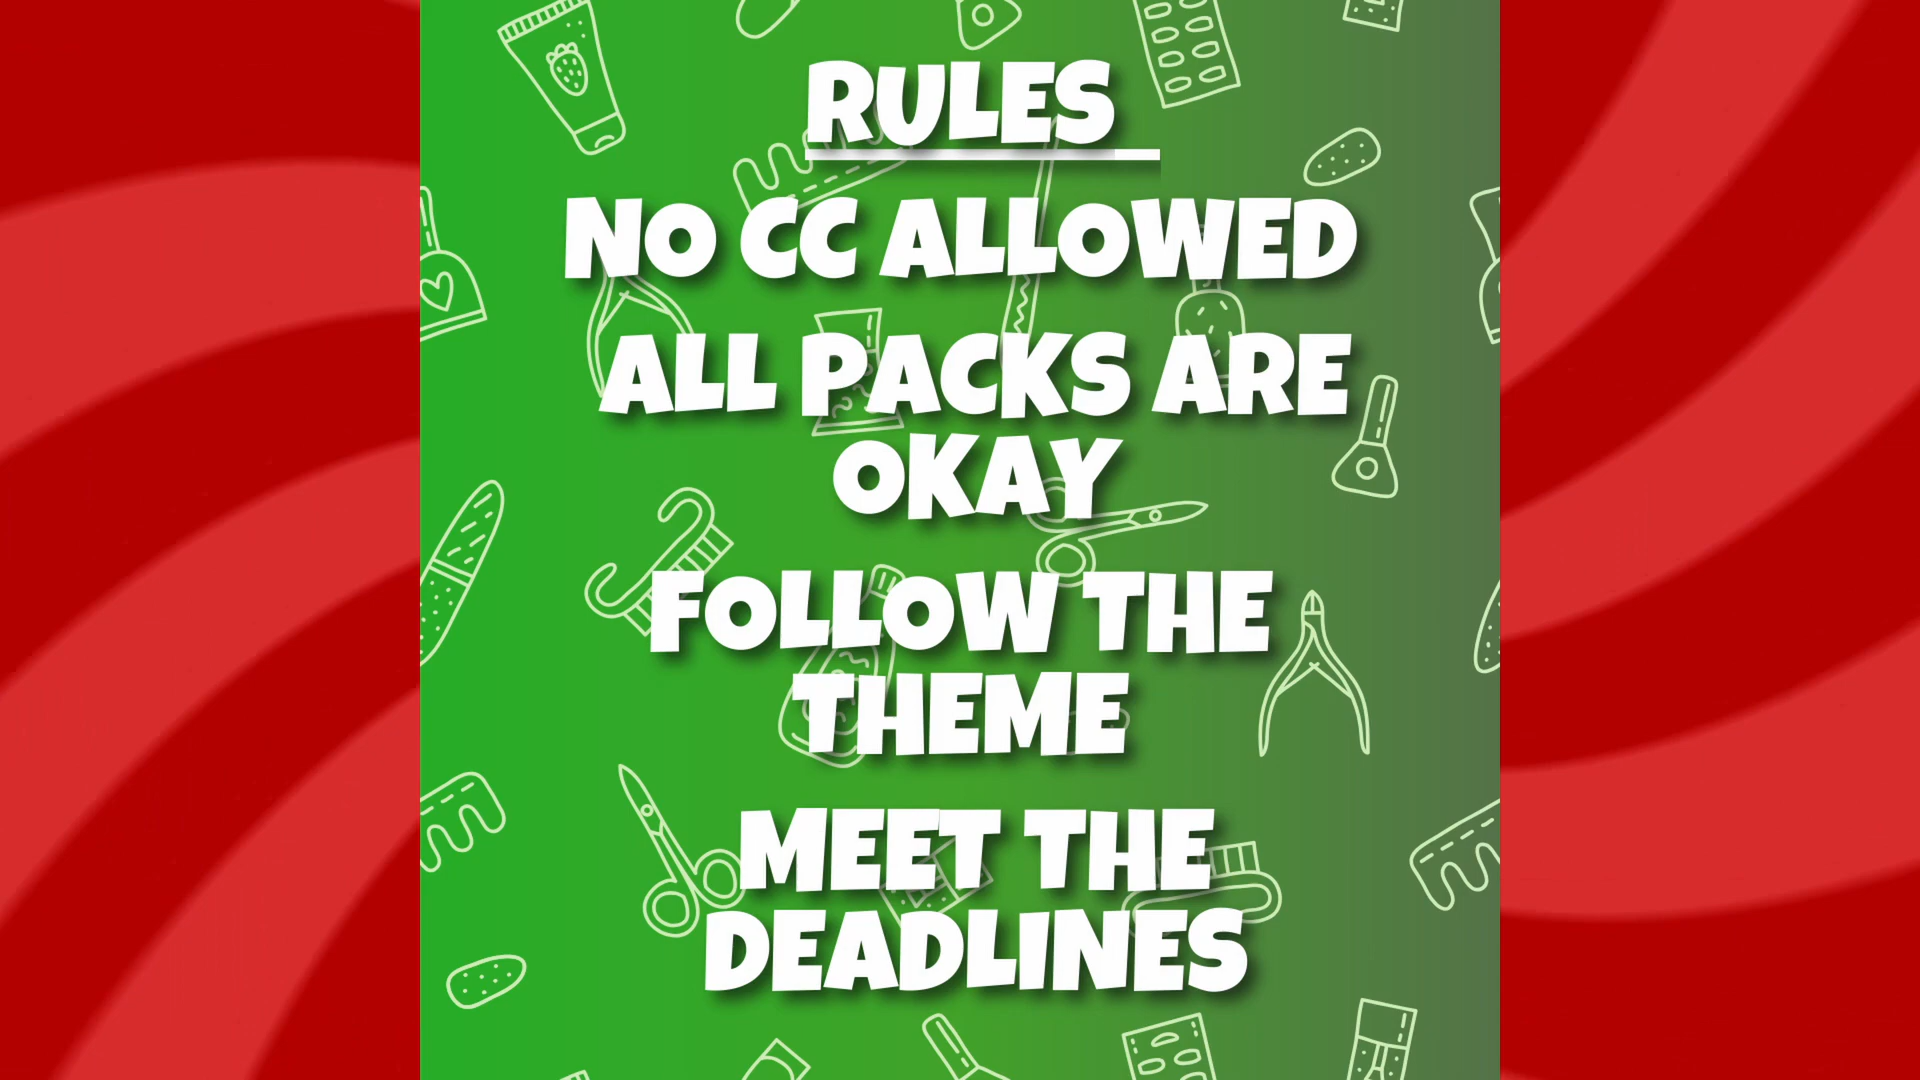 RULES
NO CC ALLOWED
ALL PACKS ARE
OKAY
FOLLOW THE
THEME
MEET THE
DEADLINES